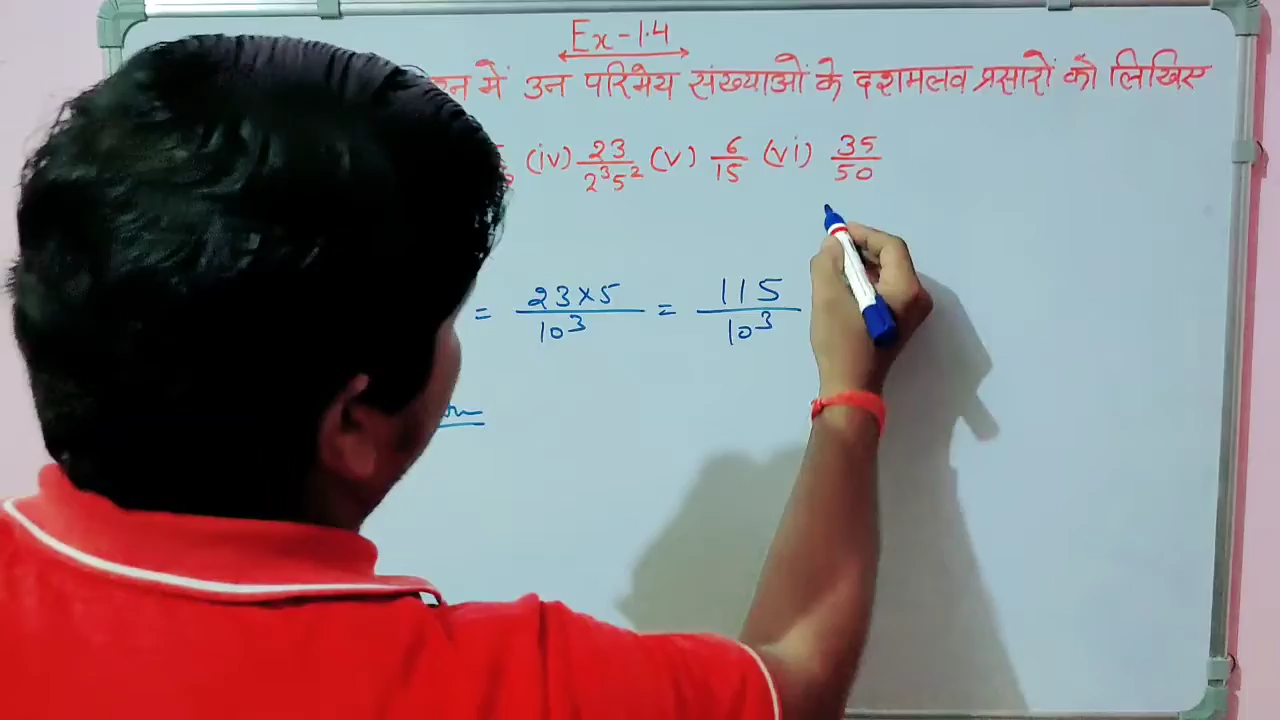 Ex-1.4
में उन परिमेय संख्याओं के दशमलव प्रसारों को लिखिए
(iv) 23/2³5² (v) 6/15 (vi) 35/50
= 23×5/10³ = 115/10³